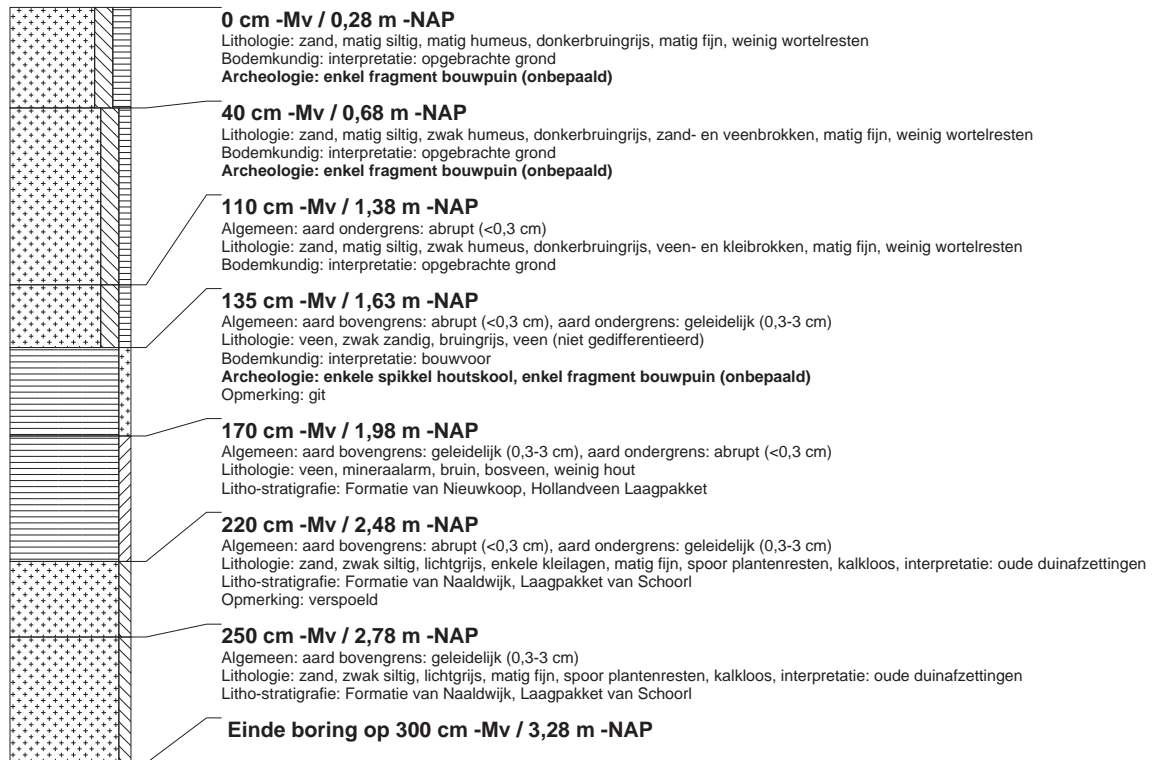 0 cm -Mv / 0,28 m -NAP
Lithologie: zand, matig siltig, matig humeus, donkerbruingrijs, matig fijn, weinig wortelresten
Bodemkundig: interpretatie: opgebrachte grond
Archeologie: enkel fragment bouwpuin (onbepaald)
40 cm -Mv / 0,68 m -NAP
Lithologie: zand, matig siltig, zwak humeus, donkerbruingrijs, zand- en veenbrokken, matig fijn, weinig wortelresten
Bodemkundig: interpretatie: opgebrachte grond
Archeologie: enkel fragment bouwpuin (onbepaald)
110 cm -Mv / 1,38 m -NAP
Algemeen: aard ondergrens: abrupt (<0,3 cm)
Lithologie: zand, matig siltig, zwak humeus, donkerbruingrijs, veen- en kleibrokken, matig fijn, weinig wortelresten
Bodemkundig: interpretatie: opgebrachte grond
135 cm -Mv / 1,63 m -NAP
Algemeen: aard bovengrens: abrupt (<0,3 cm), aard ondergrens: geleidelijk (0,3-3 cm)
Lithologie: veen, zwak zandig, bruingrijs, veen (niet gedifferentieerd)
Bodemkundig: interpretatie: bouwvoor
Archeologie: enkele spikkel houtskool, enkel fragment bouwpuin (onbepaald)
Opmerking: git
170 cm -Mv / 1,98 m -NAP
Algemeen: aard bovengrens: geleidelijk (0,3-3 cm), aard ondergrens: abrupt (<0,3 cm)
Lithologie: veen, mineraalarm, bruin, bosveen, weinig hout
Litho-stratigrafie: Formatie van Nieuwkoop, Hollandveen Laagpakket
220 cm -Mv / 2,48 m -NAP
Algemeen: aard bovengrens: abrupt (<0,3 cm), aard ondergrens: geleidelijk (0,3-3 cm)
Lithologie: zand, zwak siltig, lichtgrijs, enkele kleilagen, matig fijn, spoor plantenresten, kalkloos, interpretatie: oude duinafzettingen
Litho-stratigrafie: Formatie van Naaldwijk, Laagpakket van Schoorl
Opmerking: verspoeld
250 cm -Mv / 2,78 m -NAP
Algemeen: aard bovengrens: geleidelijk (0,3-3 cm)
Lithologie: zand, zwak siltig, lichtgrijs, matig fijn, spoor plantenresten, kalkloos, interpretatie: oude duinafzettingen
Litho-stratigrafie: Formatie van Naaldwijk, Laagpakket van Schoorl
Einde boring op 300 cm -Mv / 3,28 m -NAP